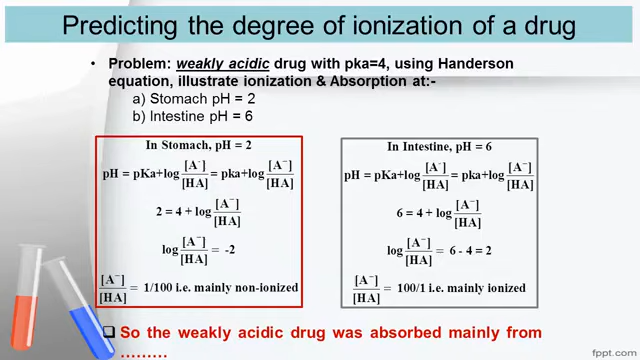 Predicting the degree of ionization of a drug
• Problem: weakly acidic drug with pka=4, using Handerson
equation, illustrate ionization & Absorption at:-
a) Stomach pH = 2
b) Intestine pH = 6
In Stomach, pH = 2
pH = pKa+log [A-]/[HA] = pka+log [A−]/[HA]
2 = 4 + log [A−]/[HA]
log [A−]/[HA] = -2
[A−]/[HA] = 1/100 i.e. mainly non-ionized
In Intestine, pH = 6
pH = pKa+log [A-]/[HA] = pka+log [A−]/[HA]
6 = 4 + log [A−]/[HA]
log [A−]/[HA] = 6 - 4 = 2
[A−]/[HA] = 100/1 i.e. mainly ionized
❑ So the weakly acidic drug was absorbed mainly from
………
fppt.com